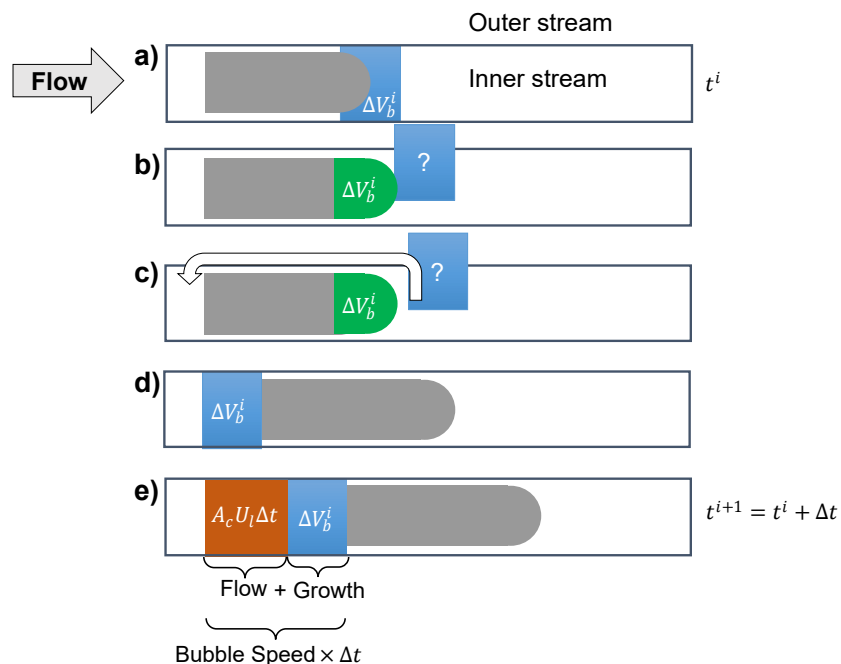 Outer stream
a)
Flow
Inner stream
ΔV_b^i
t^i
b)
ΔV_b^i
?
c)
ΔV_b^i
?
d)
ΔV_b^i
e)
A_c U_l Δt
ΔV_b^i
t^{i+1} = t^i + Δt
Flow + Growth
Bubble Speed × Δt